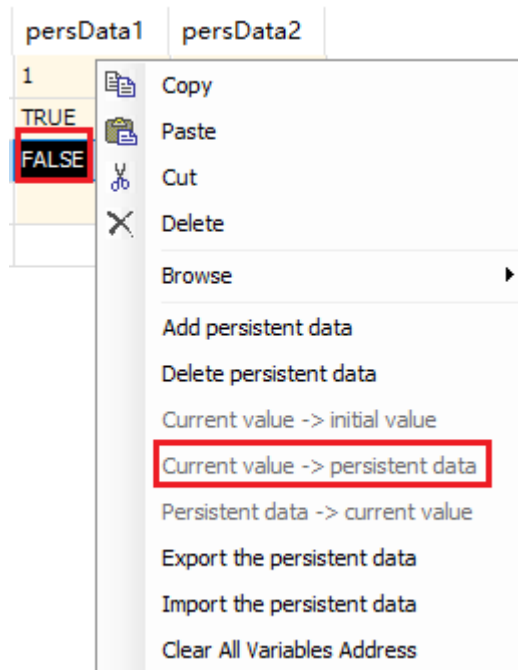 persData1 persData2
1
TRUE
FALSE
Copy
Paste
Cut
Delete
Browse
Add persistent data
Delete persistent data
Current value -> initial value
Current value -> persistent data
Persistent data -> current value
Export the persistent data
Import the persistent data
Clear All Variables Address